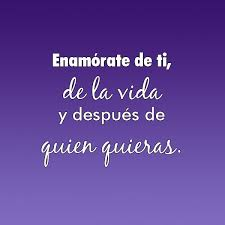 Enamórate de ti,
de la vida
y después de
quien quieras.